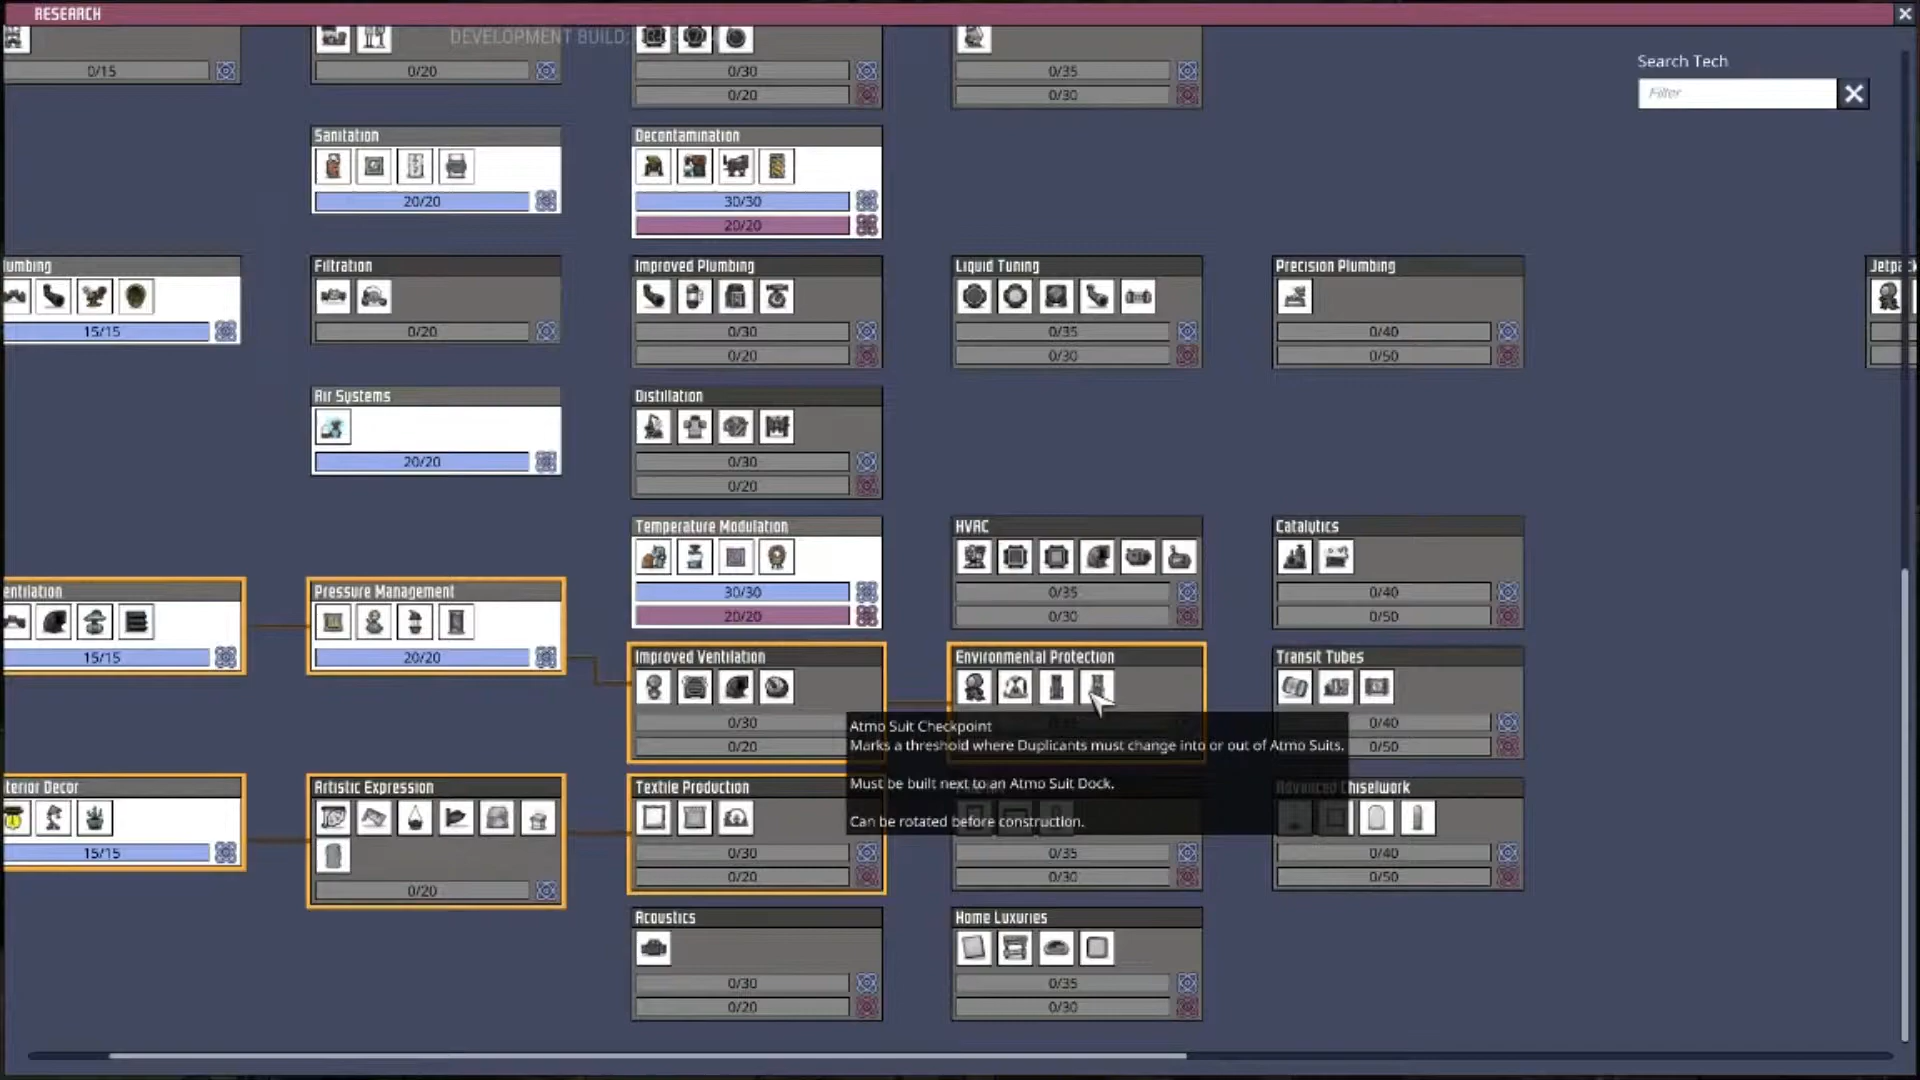 RESEARCH
DEVELOPMENT BUILD:
Search Tech
Filter
0/15
0/20
0/30
0/20
0/35
0/30
Sanitation
20/20
Decontamination
30/30
20/20
umbing
15/15
Filtration
0/20
Improved Plumbing
0/30
0/20
Liquid Tuning
0/35
0/30
Precision Plumbing
0/40
0/50
Jetpack
Air Systems
20/20
Distillation
0/30
0/20
Temperature Modulation
30/30
20/20
HVAC
0/35
0/30
Catalytics
0/40
0/50
entilation
15/15
Pressure Management
20/20
Improved Ventilation
0/30
0/20
Environmental Protection
Transit Tubes
0/40
0/50
Atmo Suit Checkpoint
Marks a threshold where Duplicants must change into or out of Atmo Suits.
Must be built next to an Atmo Suit Dock.
Can be rotated before construction.
terior Decor
15/15
Artistic Expression
0/20
Textile Production
0/30
0/20
0/35
0/30
Advanced Chiselwork
0/40
0/50
Acoustics
0/30
0/20
Home Luxuries
0/35
0/30